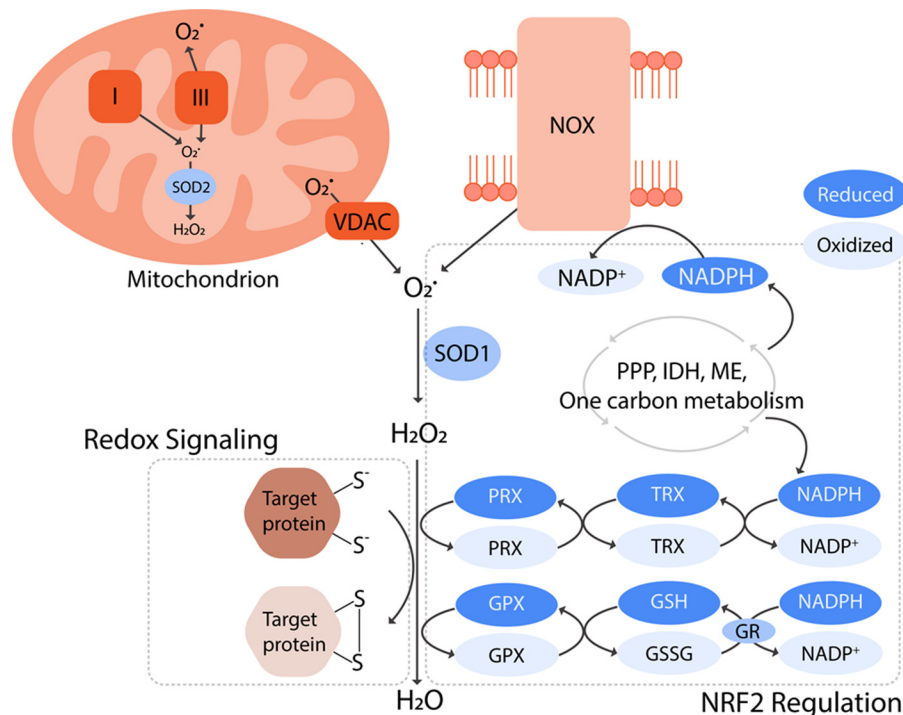 O₂•
I
III
O₂•
SOD2
H₂O₂
O₂•
VDAC
Mitochondrion
NOX
Reduced
Oxidized
NADP⁺
NADPH
O₂•
SOD1
PPP, IDH, ME,
One carbon metabolism
H₂O₂
Redox Signaling
Target
protein
S⁻
S⁻
Target
protein
S
S
PRX
TRX
NADPH
PRX
TRX
NADP⁺
GPX
GSH
NADPH
GR
GPX
GSSG
NADP⁺
H₂O
NRF2 Regulation